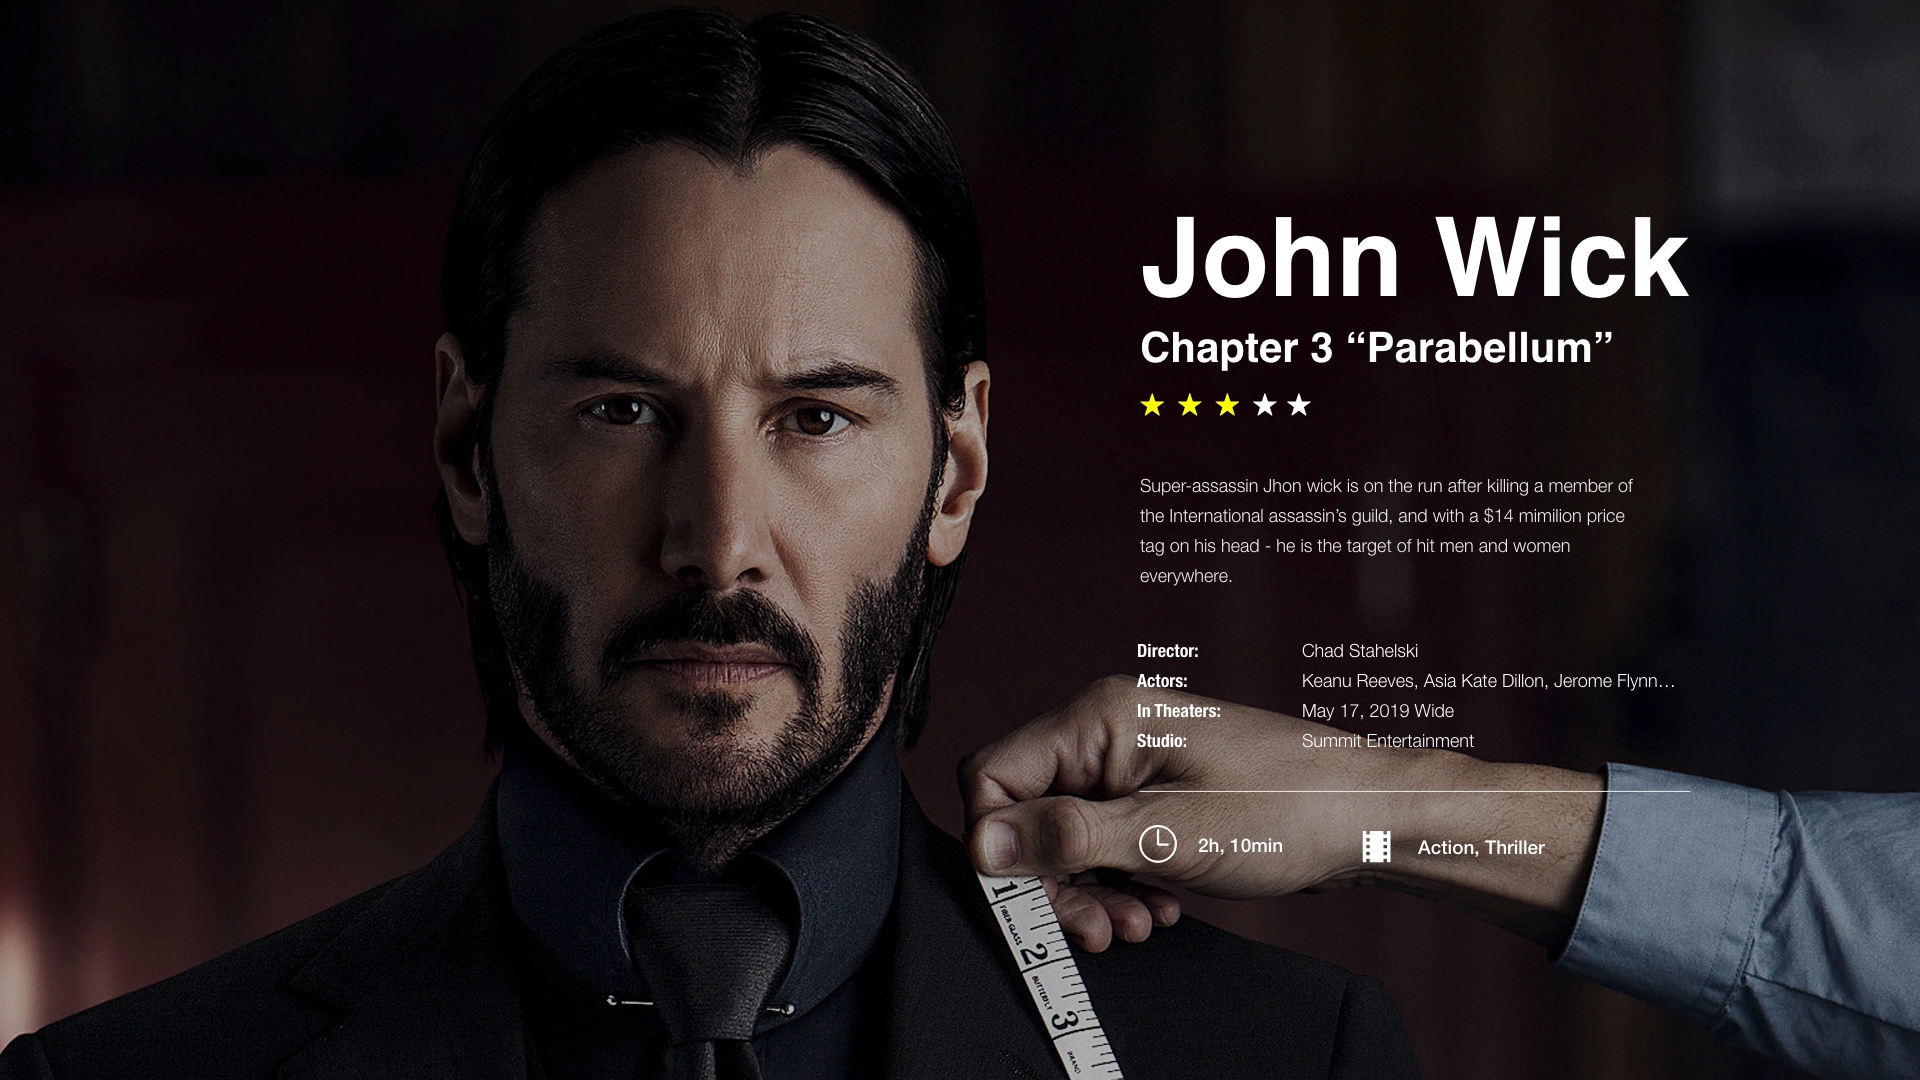 John Wick
Chapter 3 “Parabellum”
Super-assassin Jhon wick is on the run after killing a member of
the International assassin’s guild, and with a $14 mimilion price
tag on his head - he is the target of hit men and women
everywhere.
Director: Chad Stahelski
Actors: Keanu Reeves, Asia Kate Dillon, Jerome Flynn…
In Theaters: May 17, 2019 Wide
Studio: Summit Entertainment
2h, 10min Action, Thriller
1
FIBER GLASS
2
BUTTERFLY
3
BRAND